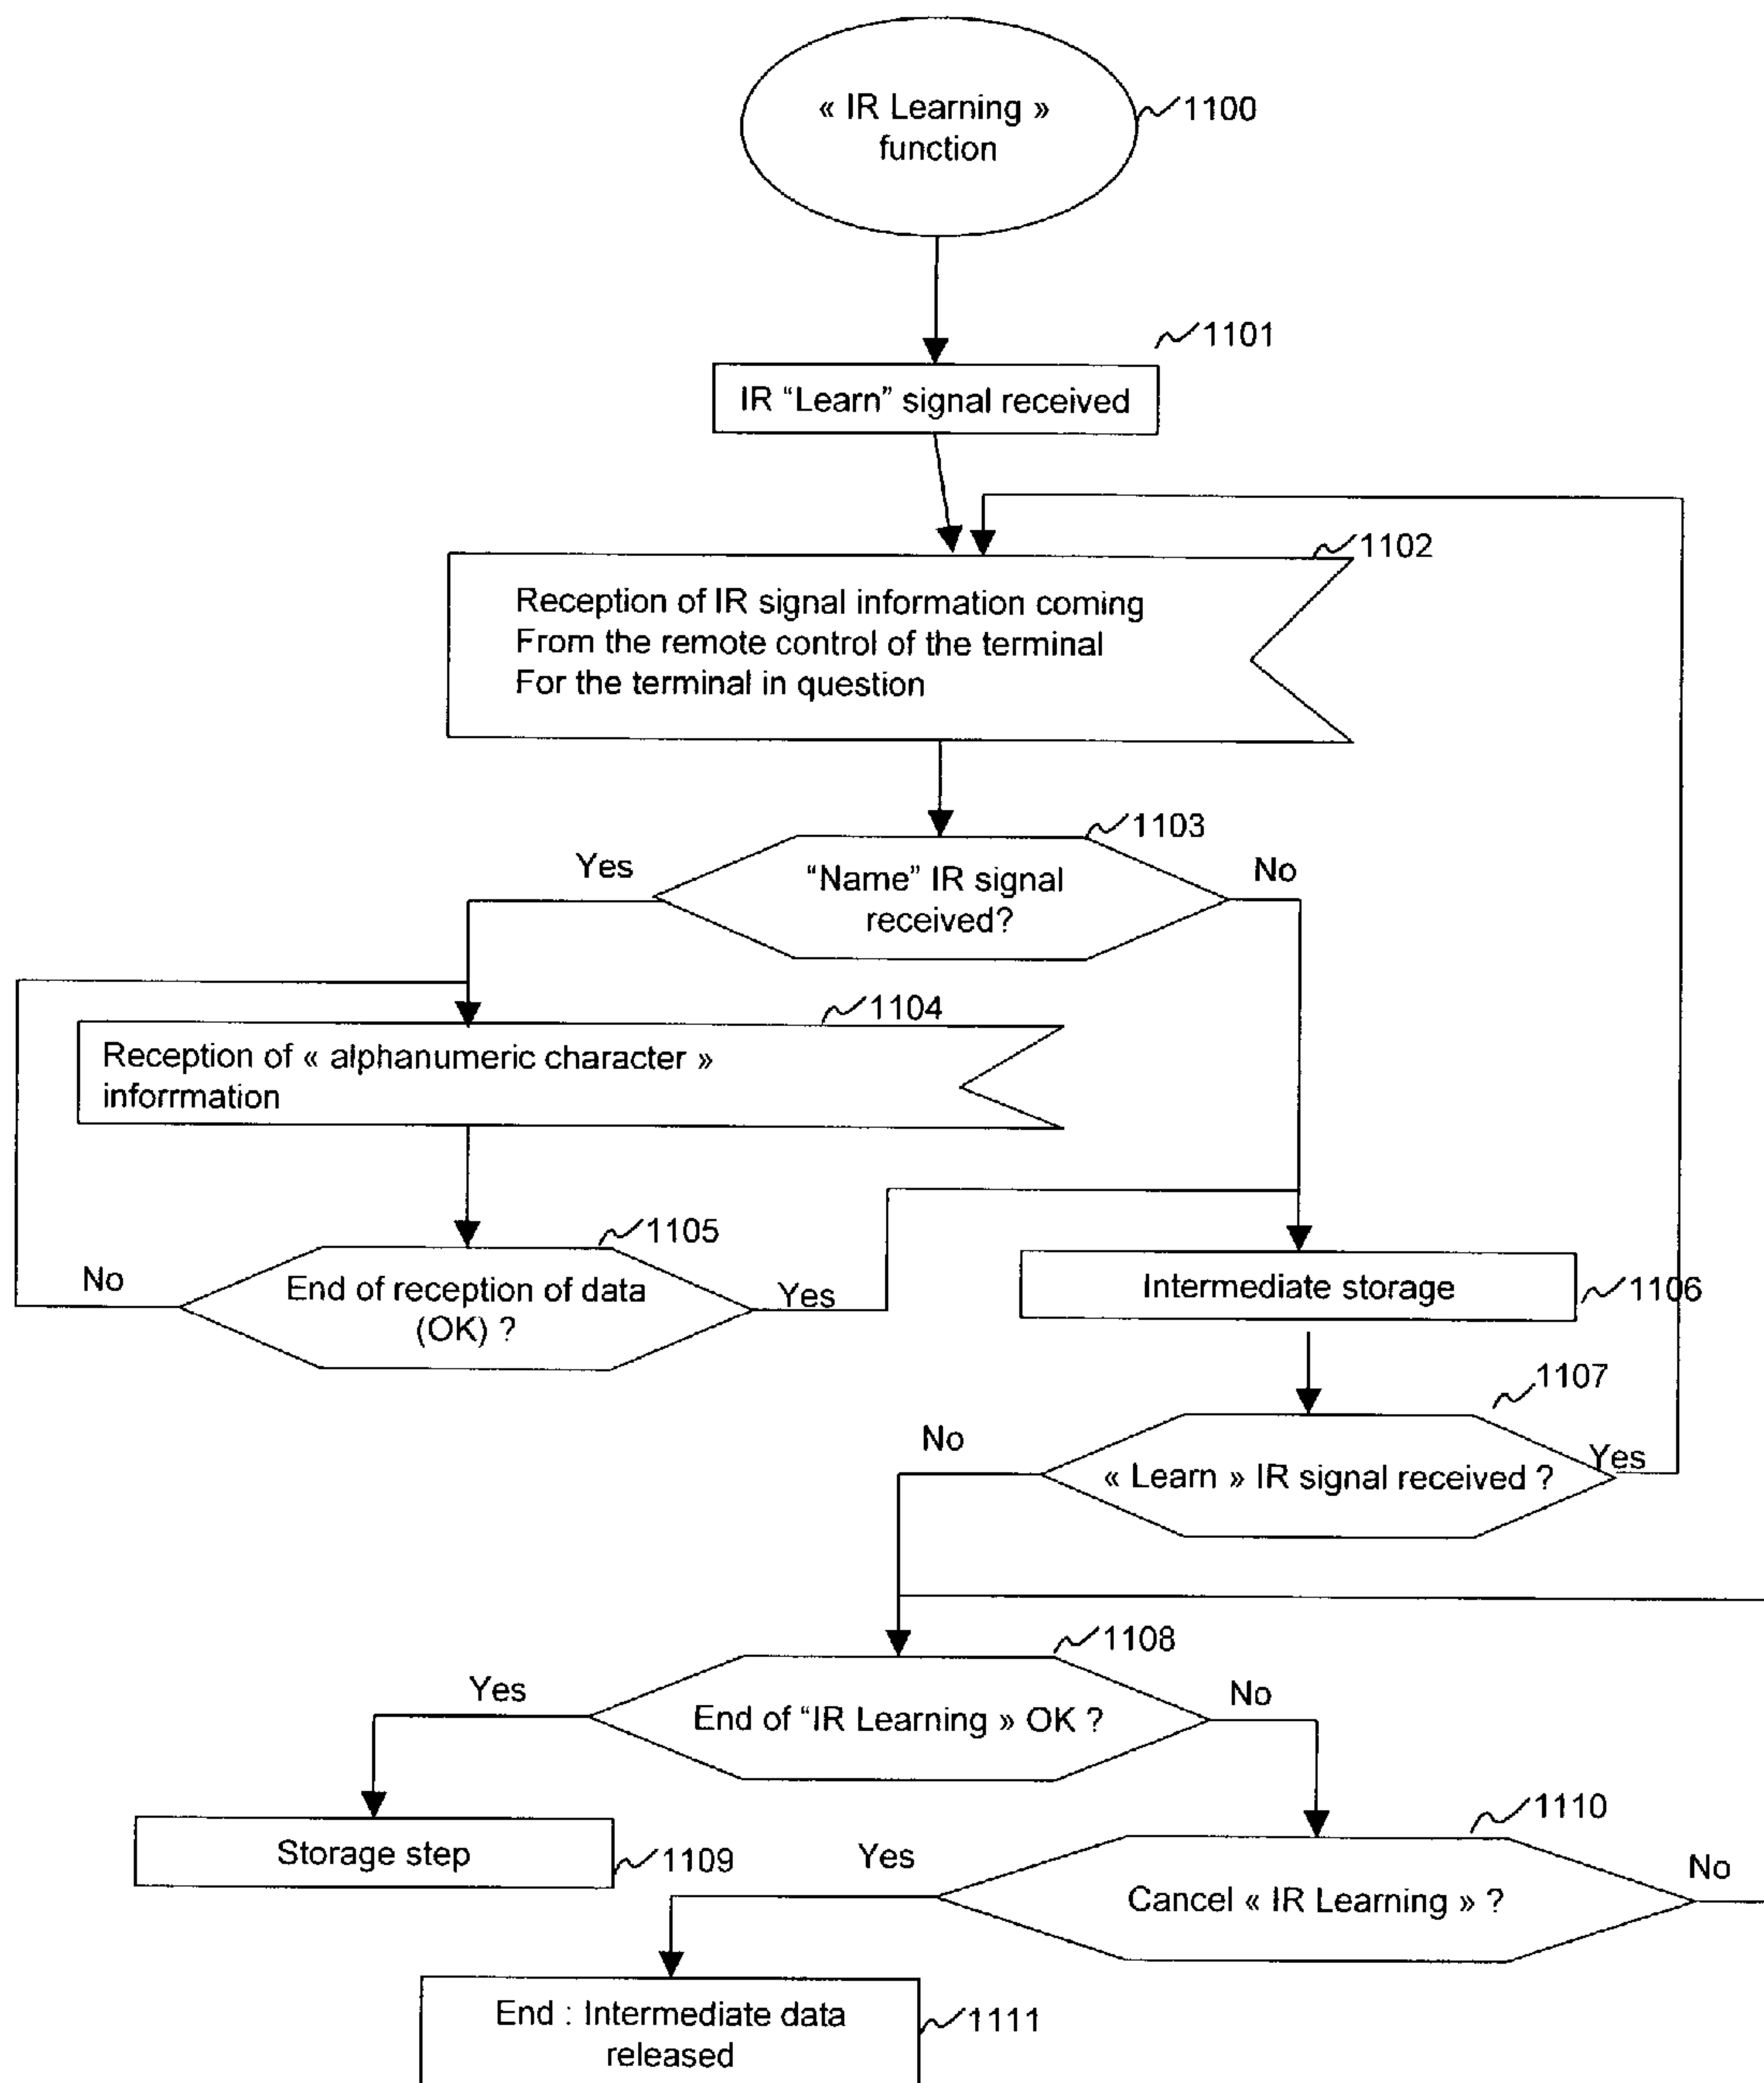 « IR Learning »
function
1100
1101
IR “Learn” signal received
1102
Reception of IR signal information coming
From the remote control of the terminal
For the terminal in question
1103
Yes
“Name” IR signal
received?
No
1104
Reception of « alphanumeric character »
inforrmation
1105
No
End of reception of data
(OK) ?
Yes
Intermediate storage
1106
1107
No
« Learn » IR signal received ?
Yes
1108
Yes
End of “IR Learning » OK ?
No
Storage step
1109
1110
Yes
Cancel « IR Learning » ?
No
End : Intermediate data
released
1111